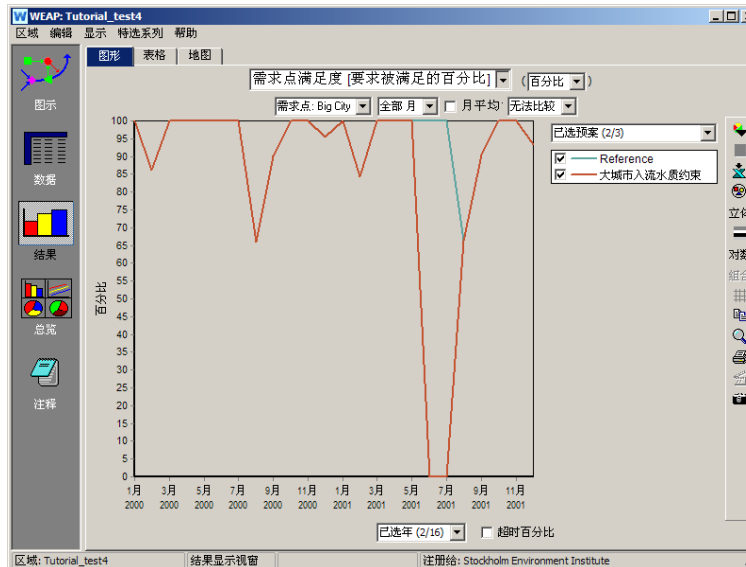 WEAP: Tutorial_test4
区域 编辑 显示 特选系列 帮助
图形 表格 地图
需求点满足度 [要求被满足的百分比] (百分比)
需求点: Big City 全部 月 月平均: 无法比较
图示
数据
结果
总览
注释
已选预案 (2/3)
Reference
大城市入流水质约束
立体
对数
组合
百分比
100
95
90
85
80
75
70
65
60
55
50
45
40
35
30
25
20
15
10
5
0
1月 3月 5月 7月 9月 11月 1月 3月 5月 7月 9月 11月
2000 2000 2000 2000 2000 2000 2001 2001 2001 2001 2001 2001
已选年 (2/16) 超时百分比
区域: Tutorial_test4 结果显示视窗 注册给: Stockholm Environment Institute